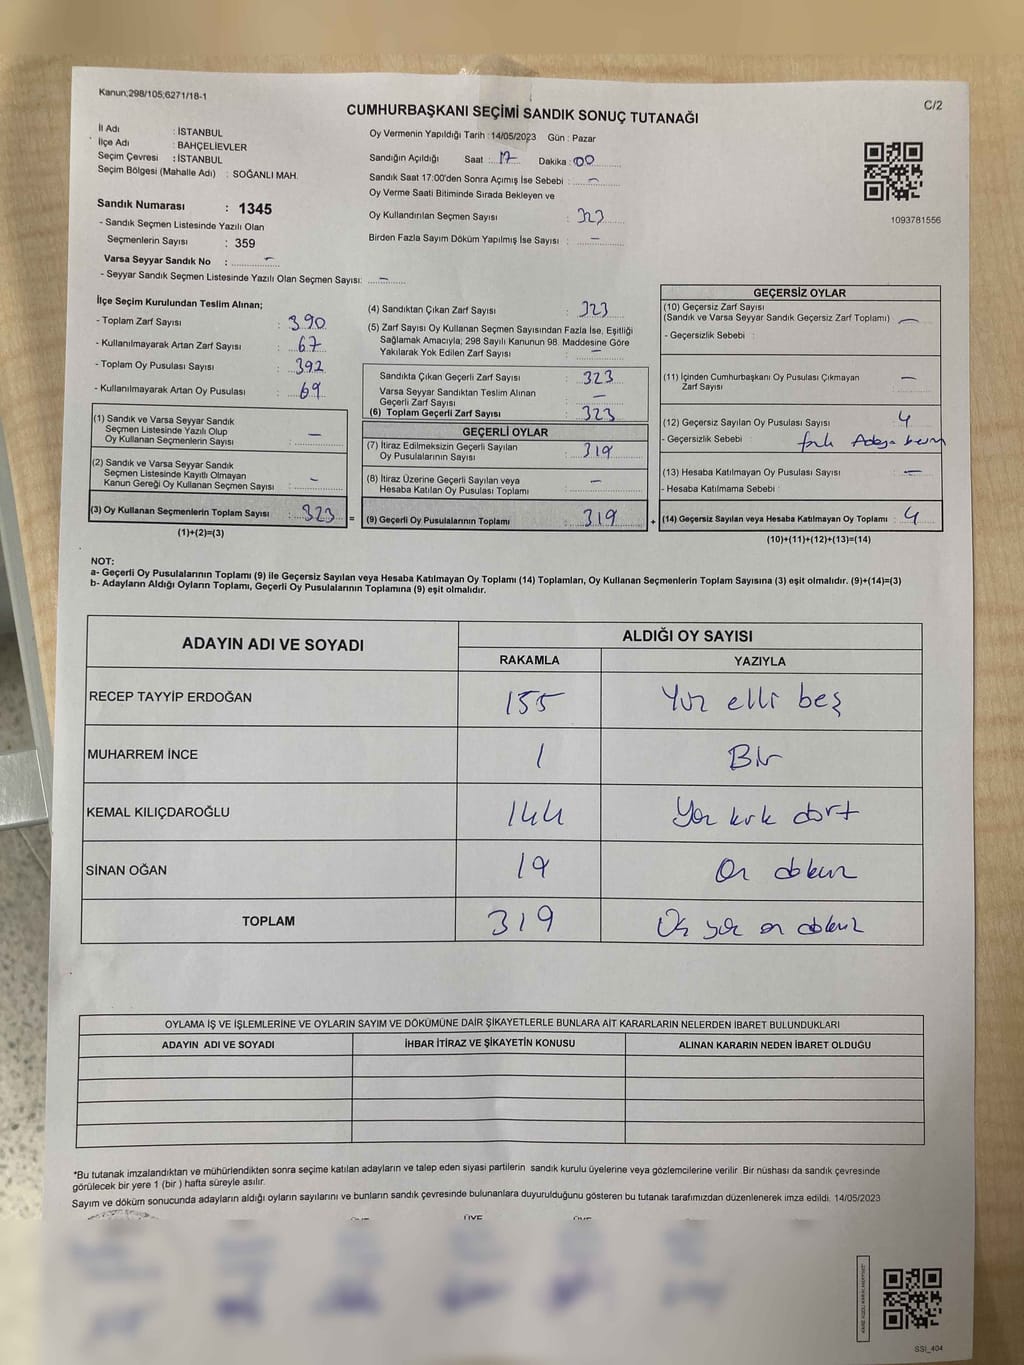 Kanun;298/105;6271/18-1
C/2
CUMHURBAŞKANI SEÇİMİ SANDIK SONUÇ TUTANAĞI
İl Adı : İSTANBUL
İlçe Adı : BAHÇELİEVLER
Seçim Çevresi : İSTANBUL
Seçim Bölgesi (Mahalle Adı) : SOĞANLI MAH.
Sandık Numarası : 1345
- Sandık Seçmen Listesinde Yazılı Olan
Seçmenlerin Sayısı : 359
Varsa Seyyar Sandık No : -
- Seyyar Sandık Seçmen Listesinde Yazılı Olan Seçmen Sayısı: -
Oy Vermenin Yapıldığı Tarih : 14/05/2023 Gün : Pazar
Sandığın Açıldığı Saat : 17 Dakika : 00
Sandık Saat 17:00'den Sonra Açımış İse Sebebi : -
Oy Verme Saati Bitiminde Sırada Bekleyen ve
Oy Kullandırılan Seçmen Sayısı : 323
Birden Fazla Sayım Döküm Yapılmış İse Sayısı : -
1093781556
İlçe Seçim Kurulundan Teslim Alınan;
- Toplam Zarf Sayısı : 390
- Kullanılmayarak Artan Zarf Sayısı : 67
- Toplam Oy Pusulası Sayısı : 392
- Kullanılmayarak Artan Oy Pusulası : 69
(1) Sandık ve Varsa Seyyar Sandık
Seçmen Listesinde Yazılı Olup
Oy Kullanan Seçmenlerin Sayısı : -
(2) Sandık ve Varsa Seyyar Sandık
Seçmen Listesinde Kayıtlı Olmayan
Kanun Gereği Oy Kullanan Seçmen Sayısı : -
(3) Oy Kullanan Seçmenlerin Toplam Sayısı : 323 =
(1)+(2)=(3)
(4) Sandıktan Çıkan Zarf Sayısı : 323
(5) Zarf Sayısı Oy Kullanan Seçmen Sayısından Fazla İse, Eşitliği
Sağlamak Amacıyla; 298 Sayılı Kanunun 98. Maddesine Göre
Yakılarak Yok Edilen Zarf Sayısı : -
Sandıkta Çıkan Geçerli Zarf Sayısı : 323
Varsa Seyyar Sandıktan Teslim Alınan
Geçerli Zarf Sayısı : -
(6) Toplam Geçerli Zarf Sayısı : 323
GEÇERLİ OYLAR
(7) İtiraz Edilmeksizin Geçerli Sayılan
Oy Pusulalarının Sayısı : 319
(8) İtiraz Üzerine Geçerli Sayılan veya
Hesaba Katılan Oy Pusulası Toplamı : -
(9) Geçerli Oy Pusulalarının Toplamı : 319 +
GEÇERSİZ OYLAR
(10) Geçersiz Zarf Sayısı
(Sandık ve Varsa Seyyar Sandık Geçersiz Zarf Toplamı) : -
- Geçersizlik Sebebi :
(11) İçinden Cumhurbaşkanı Oy Pusulası Çıkmayan
Zarf Sayısı : -
(12) Geçersiz Sayılan Oy Pusulası Sayısı : 4
- Geçersizlik Sebebi :
(13) Hesaba Katılmayan Oy Pusulası Sayısı : -
- Hesaba Katılmama Sebebi :
(14) Geçersiz Sayılan veya Hesaba Katılmayan Oy Toplamı : 4
(10)+(11)+(12)+(13)=(14)
NOT:
a- Geçerli Oy Pusulalarının Toplamı (9) ile Geçersiz Sayılan veya Hesaba Katılmayan Oy Toplamı (14) Toplamları, Oy Kullanan Seçmenlerin Toplam Sayısına (3) eşit olmalıdır. (9)+(14)=(3)
b- Adayların Aldığı Oyların Toplamı, Geçerli Oy Pusulalarının Toplamına (9) eşit olmalıdır.
ADAYIN ADI VE SOYADI
ALDIĞI OY SAYISI
RAKAMLA YAZIYLA
RECEP TAYYİP ERDOĞAN 155 Yüz elli beş
MUHARREM İNCE 1 Bir
KEMAL KILIÇDAROĞLU 144 Yüz kırk dört
SİNAN OĞAN 19 On dokuz
TOPLAM 319 Üç yüz on dokuz
OYLAMA İŞ VE İŞLEMLERİNE VE OYLARIN SAYIM VE DÖKÜMÜNE DAİR ŞİKAYETLERLE BUNLARA AİT KARARLARIN NELERDEN İBARET BULUNDUKLARI
ADAYIN ADI VE SOYADI İHBAR İTİRAZ VE ŞİKAYETİN KONUSU ALINAN KARARIN NEDEN İBARET OLDUĞU
*Bu tutanak imzalandıktan ve mühürlendikten sonra seçime katılan adayların ve talep eden siyasi partilerin sandık kurulu üyelerine veya gözlemcilerine verilir. Bir nüshası da sandık çevresinde
görülecek bir yere 1 (bir) hafta süreyle asılır.
Sayım ve döküm sonucunda adayların aldığı oyların sayılarını ve bunların sandık çevresinde bulunanlara duyurulduğunu gösteren bu tutanak tarafımızdan düzenlenerek imza edildi. 14/05/2023
ÜYE
SSI_404